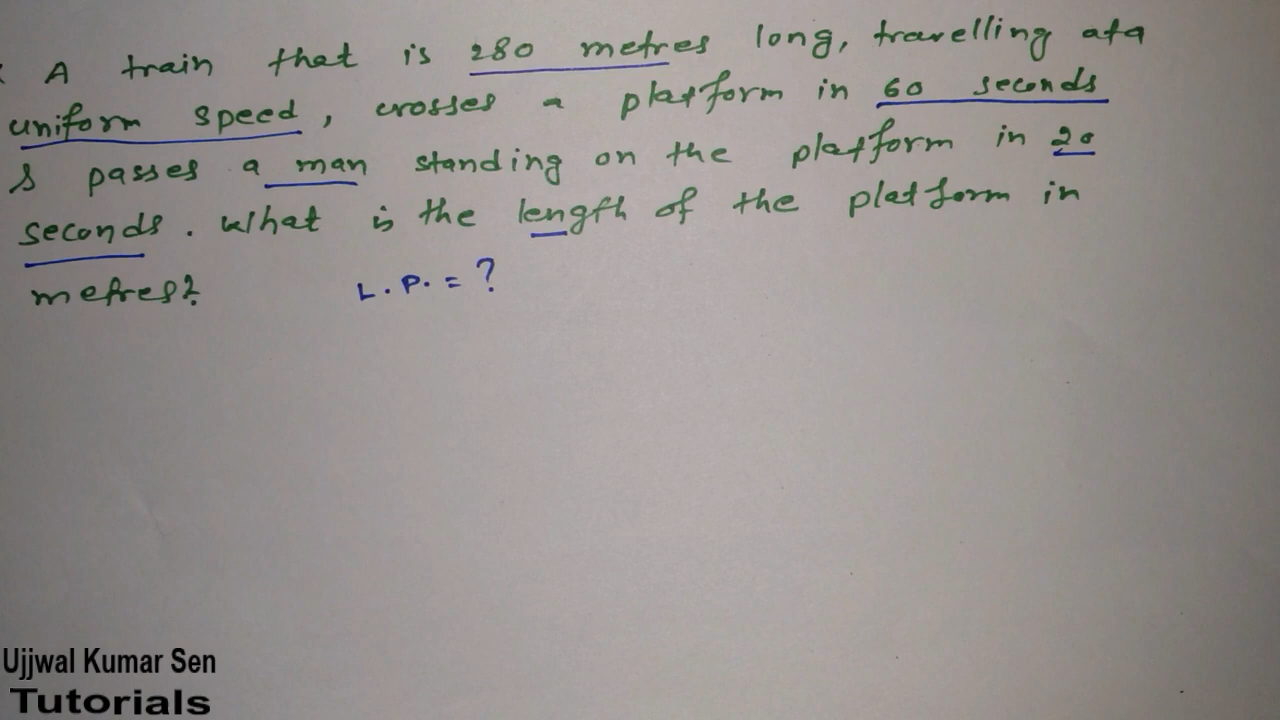 A train that is 280 metres long, travelling at a
uniform speed, crosses a platform in 60 seconds
& passes a man standing on the platform in 20
seconds. What is the length of the platform in
metres?
L.P. = ?
Ujjwal Kumar Sen
Tutorials